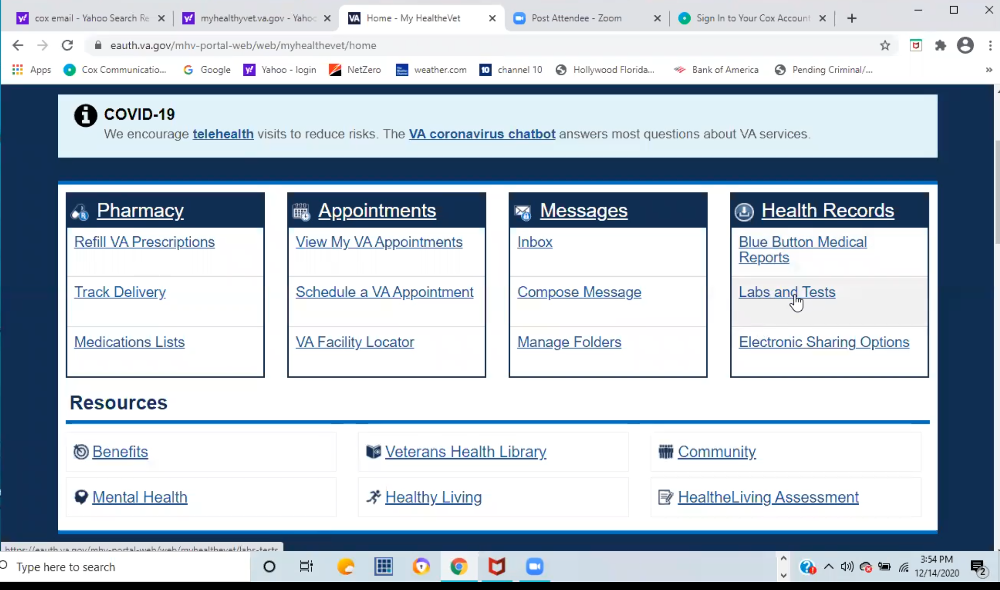 cox email - Yahoo Search Re
myhealthyvet.va.gov - Yahoo
VA Home - My HealtheVet
Post Attendee - Zoom
Sign In to Your Cox Account
eauth.va.gov/mhv-portal-web/web/myhealthevet/home
Apps Cox Communicatio... G Google y! Yahoo - login NetZero weather.com 10 channel 10 Hollywood Florida... Bank of America Pending Criminal/...
COVID-19
We encourage telehealth visits to reduce risks. The VA coronavirus chatbot answers most questions about VA services.
Pharmacy
Refill VA Prescriptions
Track Delivery
Medications Lists
Appointments
View My VA Appointments
Schedule a VA Appointment
VA Facility Locator
Messages
Inbox
Compose Message
Manage Folders
Health Records
Blue Button Medical
Reports
Labs and Tests
Electronic Sharing Options
Resources
Benefits
Veterans Health Library
Community
Mental Health
Healthy Living
HealtheLiving Assessment
https://eauth.va.gov/mhv-portal-web/web/myhealthevet/labs-tests
Type here to search
3:54 PM
12/14/2020
2